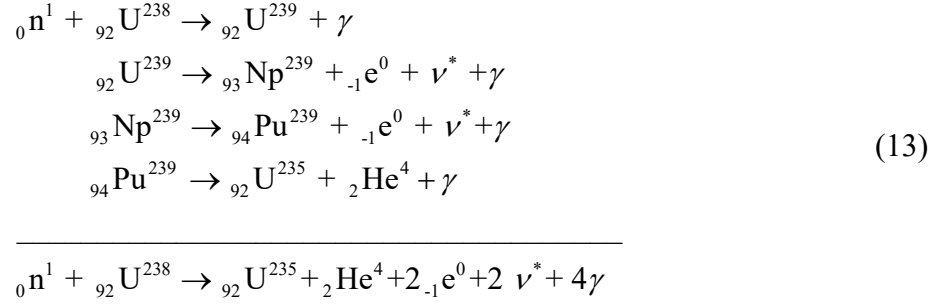 ₀n¹ + ₉₂U²³⁸ → ₉₂U²³⁹ + γ
₉₂U²³⁹ → ₉₃Np²³⁹ + ₋₁e⁰ + ν* + γ
₉₃Np²³⁹ → ₉₄Pu²³⁹ + ₋₁e⁰ + ν* + γ
(13)
₉₄Pu²³⁹ → ₉₂U²³⁵ + ₂He⁴ + γ
₀n¹ + ₉₂U²³⁸ → ₉₂U²³⁵ + ₂He⁴ + 2 ₋₁e⁰ + 2 ν* + 4γ